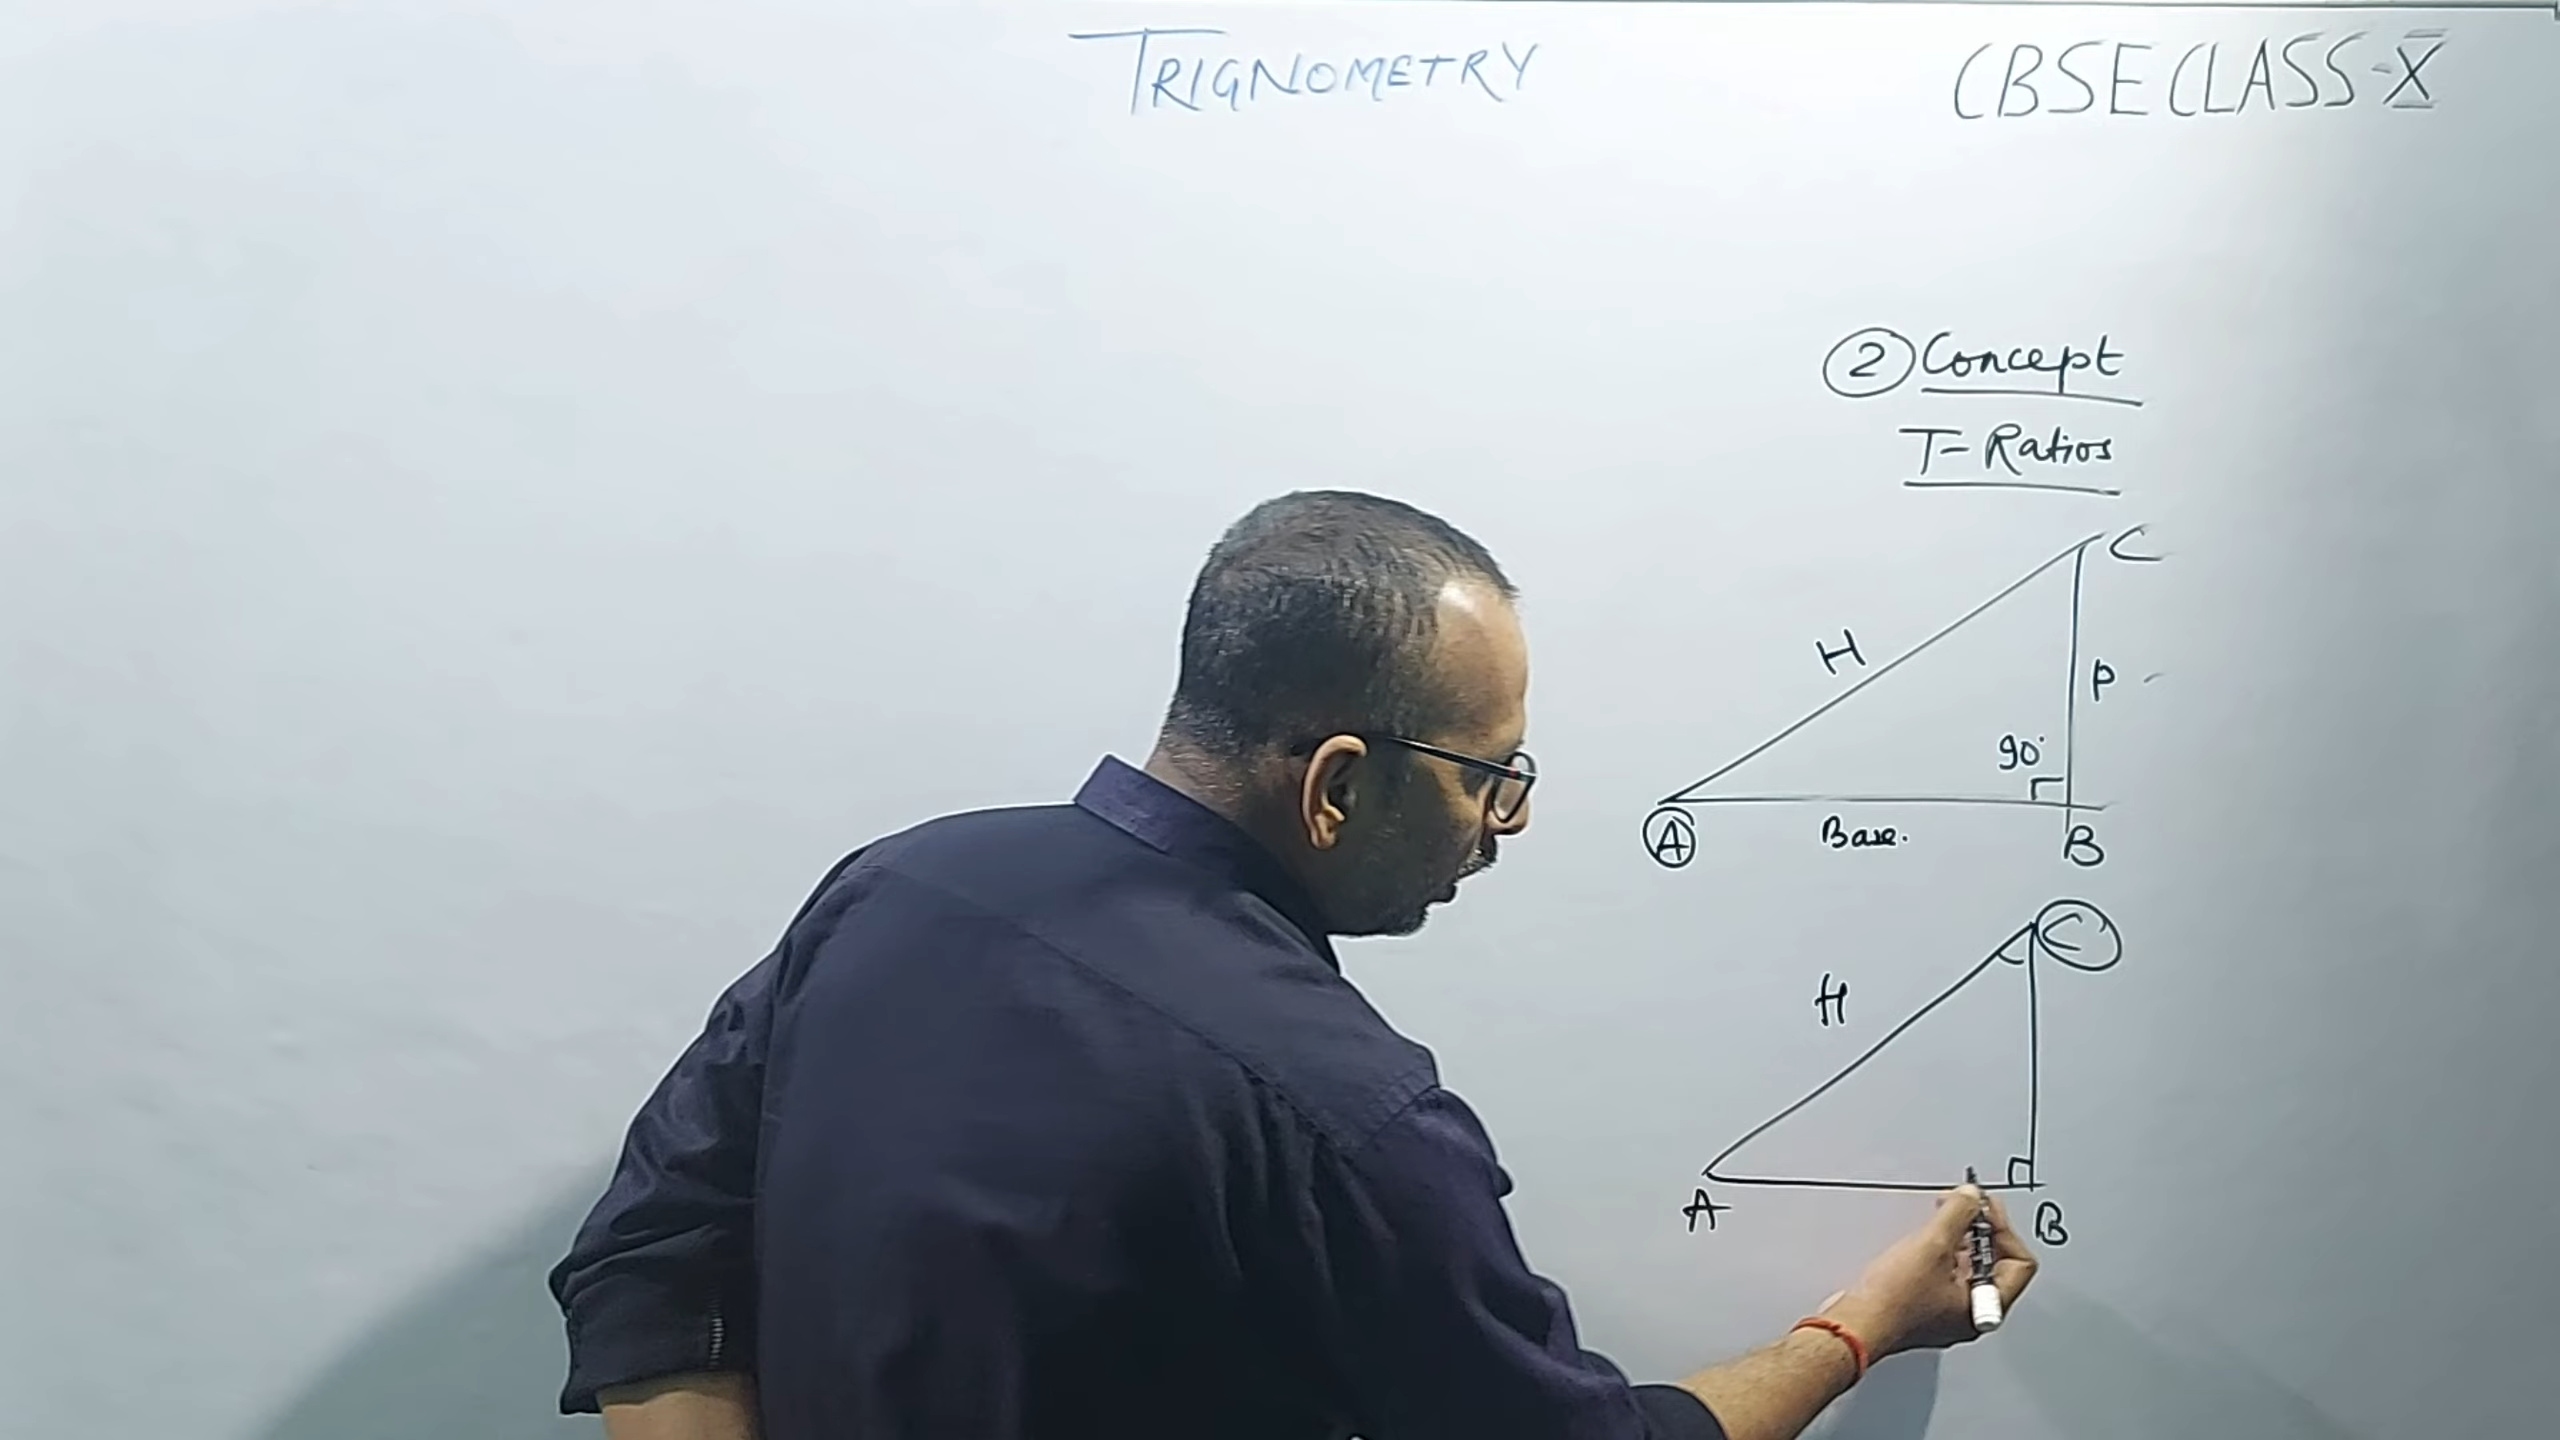 TRIGNOMETRY
CBSE CLASS-X
② Concept
T-Ratios
C
H
P
90°
A
Base.
B
C
H
A
B